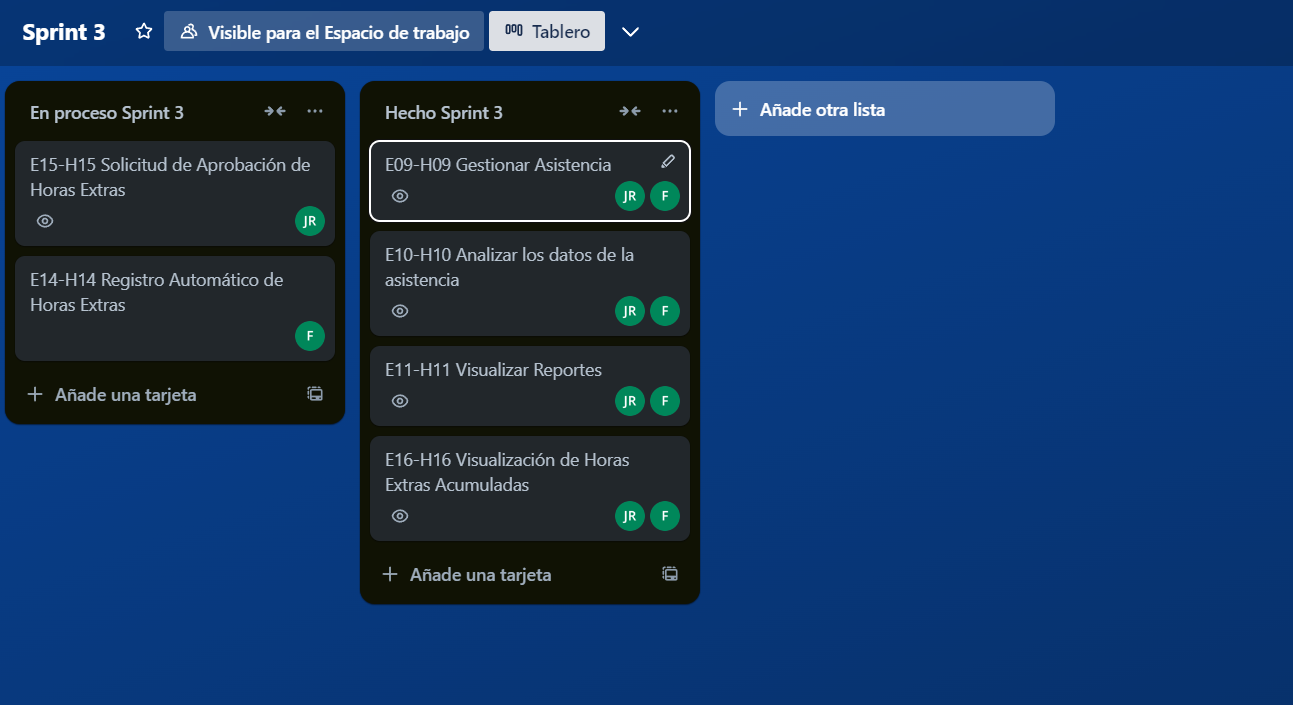 Sprint 3
Visible para el Espacio de trabajo
Tablero
En proceso Sprint 3
E15-H15 Solicitud de Aprobación de
Horas Extras
JR
E14-H14 Registro Automático de
Horas Extras
F
Añade una tarjeta
Hecho Sprint 3
E09-H09 Gestionar Asistencia
JR F
E10-H10 Analizar los datos de la
asistencia
JR F
E11-H11 Visualizar Reportes
JR F
E16-H16 Visualización de Horas
Extras Acumuladas
JR F
Añade una tarjeta
Añade otra lista